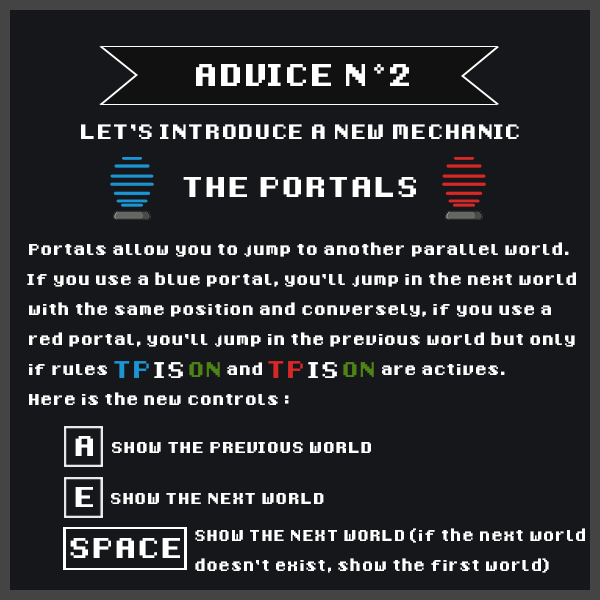 ADVICE N°2
LET'S INTRODUCE A NEW MECHANIC
THE PORTALS
Portals allow you to jump to another parallel world.
If you use a blue portal, you'll jump in the next world
with the same position and conversely, if you use a
red portal, you'll jump in the previous world but only
if rules TP IS ON and TP IS ON are actives.
Here is the new controls :
A SHOW THE PREVIOUS WORLD
E SHOW THE NEXT WORLD
SPACE SHOW THE NEXT WORLD (if the next world
doesn't exist, show the first world)